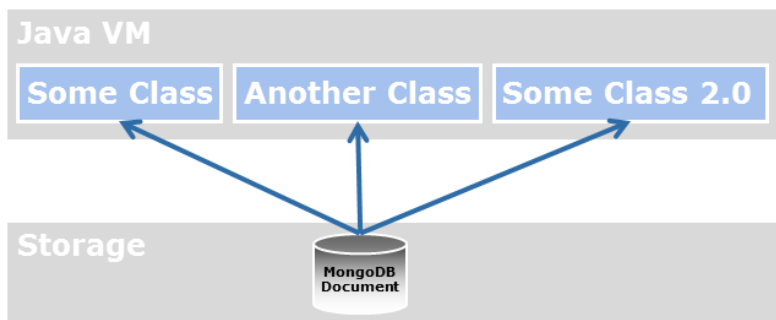 Java VM
Some Class
Another Class
Some Class 2.0
Storage
MongoDB
Document